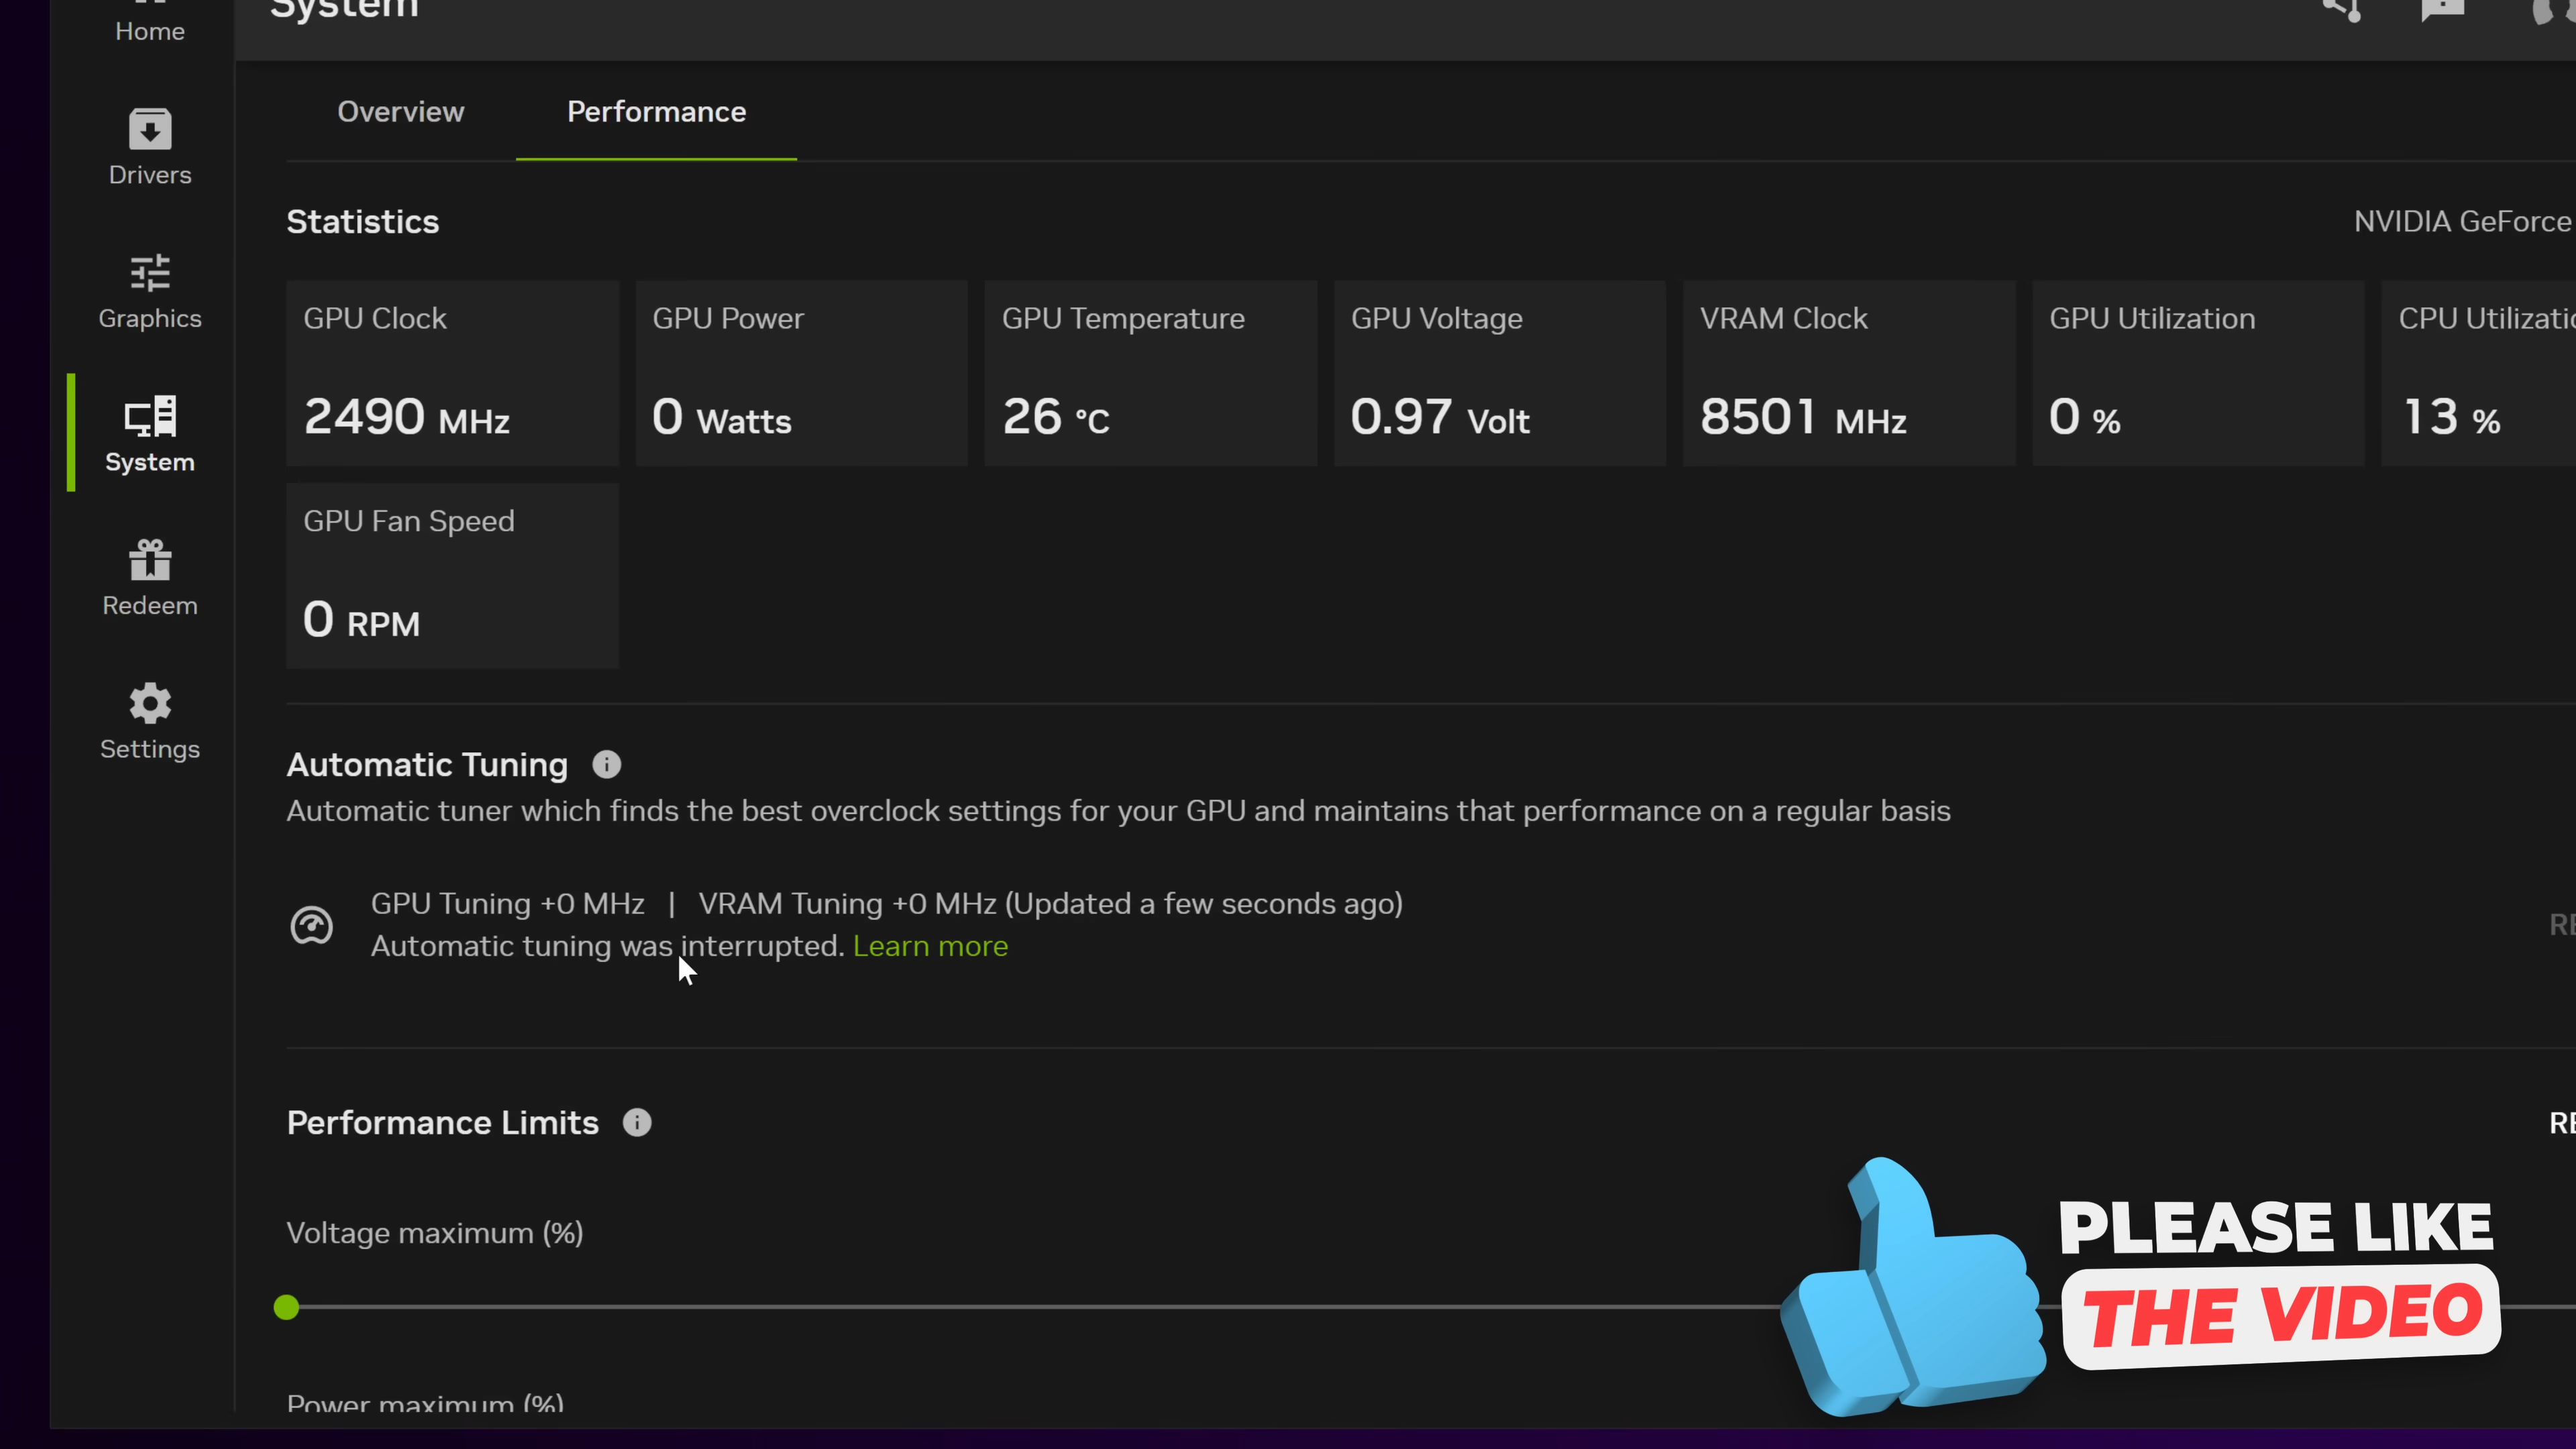 System
Home
Drivers
Graphics
System
Redeem
Settings
Overview
Performance
Statistics
NVIDIA GeForce
GPU Clock
2490 MHz
GPU Power
0 Watts
GPU Temperature
26 °C
GPU Voltage
0.97 Volt
VRAM Clock
8501 MHz
GPU Utilization
0 %
CPU Utilizatio
13 %
GPU Fan Speed
0 RPM
Automatic Tuning
Automatic tuner which finds the best overclock settings for your GPU and maintains that performance on a regular basis
GPU Tuning +0 MHz | VRAM Tuning +0 MHz (Updated a few seconds ago)
Automatic tuning was interrupted. Learn more
Performance Limits
Voltage maximum (%)
Power maximum (%)
PLEASE LIKE
THE VIDEO